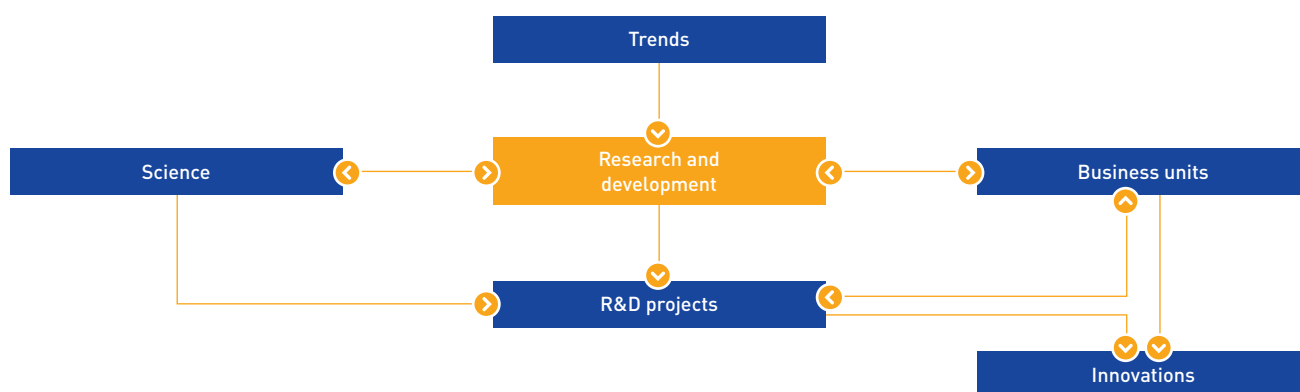 Trends
Science
Research and
development
Business units
R&D projects
Innovations